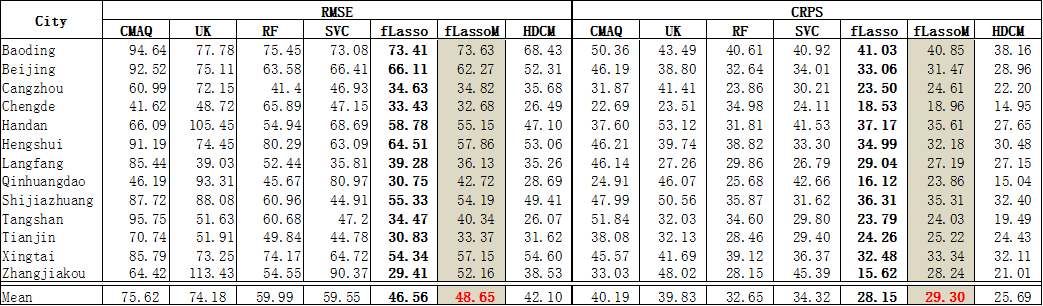 City RMSE CRPS
CMAQ UK RF SVC fLasso fLassoM HDCM CMAQ UK RF SVC fLasso fLassoM HDCM
Baoding 94.64 77.78 75.45 73.08 73.41 73.63 68.43 50.36 43.49 40.61 40.92 41.03 40.85 38.16
Beijing 92.52 75.11 63.58 66.41 66.11 62.27 52.31 46.19 38.80 32.64 34.01 33.06 31.47 28.96
Cangzhou 60.99 72.15 41.4 46.93 34.63 34.82 35.68 31.87 41.41 23.86 30.21 23.50 24.61 22.20
Chengde 41.62 48.72 65.89 47.15 33.43 32.68 26.49 22.69 23.51 34.98 24.11 18.53 18.96 14.95
Handan 66.09 105.45 54.94 68.69 58.78 55.15 47.10 37.60 53.12 31.81 41.53 37.17 35.61 27.65
Hengshui 91.19 74.45 80.29 63.09 64.51 57.86 53.06 46.21 39.74 38.82 33.30 34.99 32.18 30.48
Langfang 85.44 39.03 52.44 35.81 39.28 36.13 35.26 46.14 27.26 29.86 26.79 29.04 27.19 27.15
Qinhuangdao 46.19 93.31 45.67 80.97 30.75 42.72 28.69 24.91 46.07 25.68 42.66 16.12 23.86 15.04
Shijiazhuang 87.72 88.08 60.96 44.91 55.33 54.19 49.41 47.99 50.56 35.87 31.62 36.31 35.31 32.40
Tangshan 95.75 51.63 60.68 47.2 34.47 40.34 26.07 51.84 32.03 34.60 29.80 23.79 24.03 19.49
Tianjin 70.74 51.91 49.84 44.78 30.83 33.37 31.62 38.08 32.13 28.46 29.40 24.26 25.22 24.43
Xingtai 85.79 73.25 74.17 64.72 54.34 57.15 54.60 45.57 41.69 39.12 36.37 32.48 33.34 32.11
Zhangjiakou 64.42 113.43 54.55 90.37 29.41 52.16 38.53 33.03 48.02 28.15 45.39 15.62 28.24 21.01
Mean 75.62 74.18 59.99 59.55 46.56 48.65 42.10 40.19 39.83 32.65 34.32 28.15 29.30 25.69